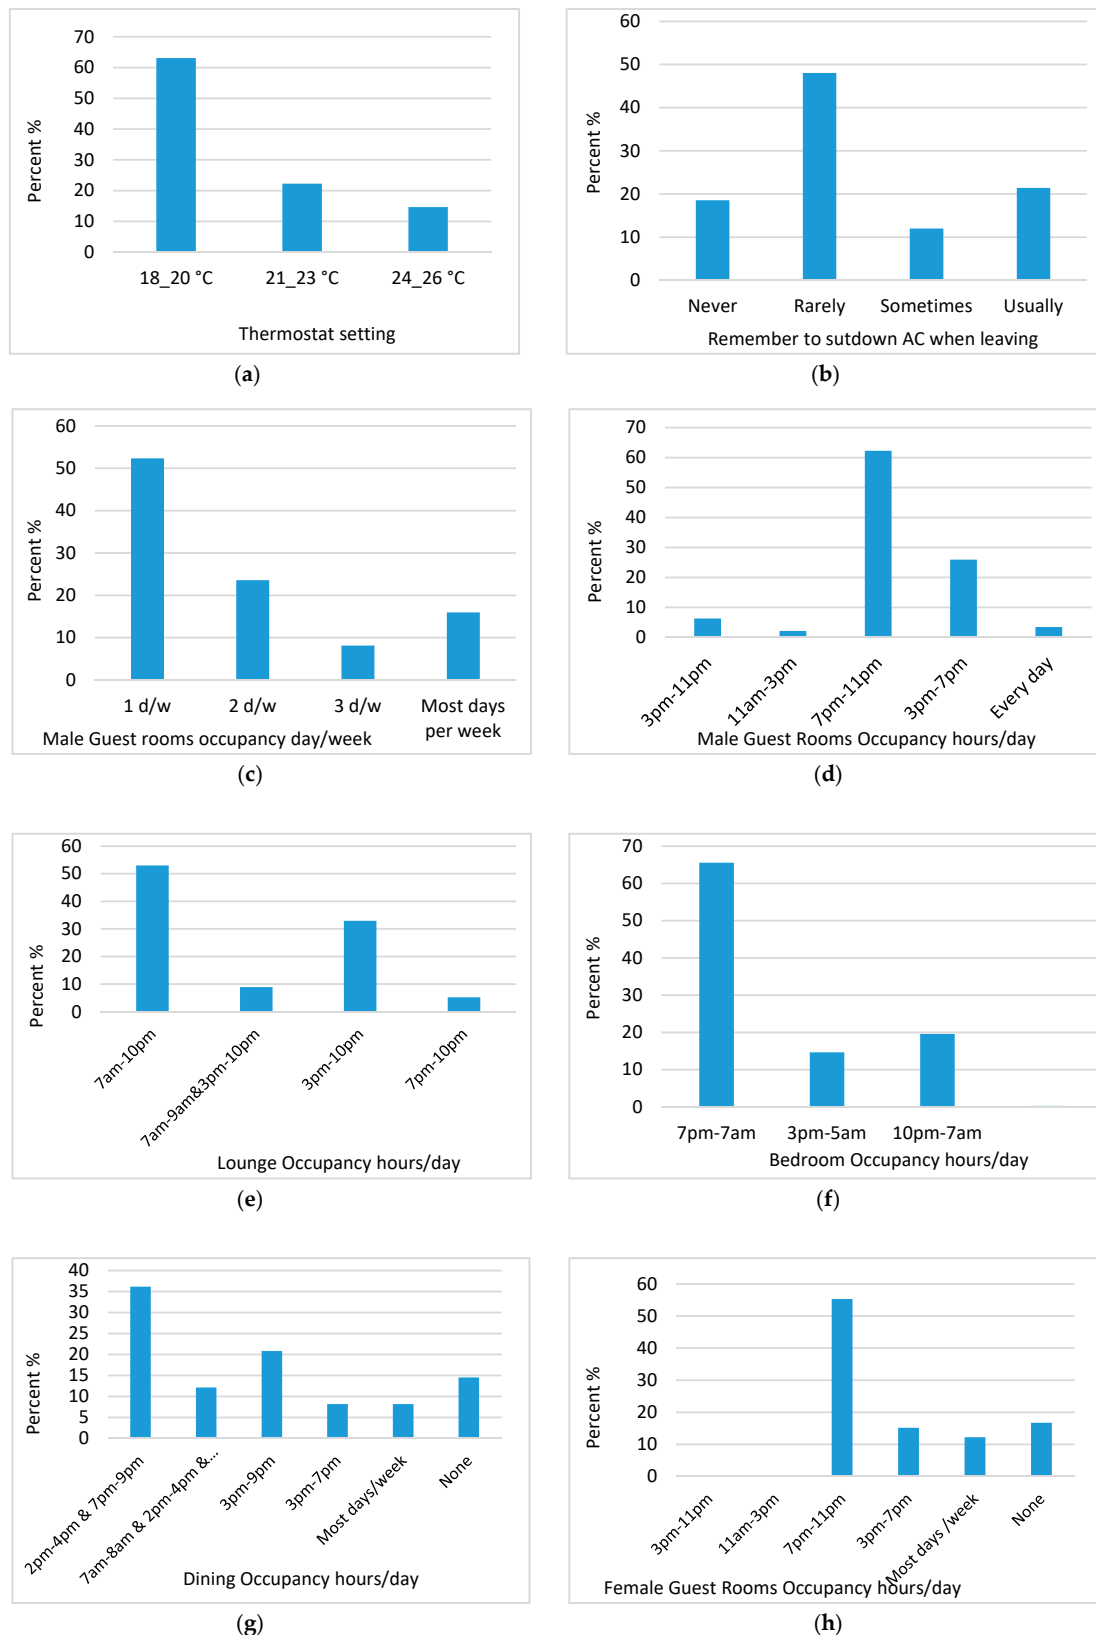 70
60
50
40
30
20
10
0
Percent %
18_20 °C 21_23 °C 24_26 °C
Thermostat setting
(a)
60
50
40
30
20
10
0
Percent %
Never Rarely Sometimes Usually
Remember to sutdown AC when leaving
(b)
60
50
40
30
20
10
0
Percent %
1 d/w 2 d/w 3 d/w Most days
per week
Male Guest rooms occupancy day/week
(c)
70
60
50
40
30
20
10
0
Percent %
3pm-11pm
11am-3pm
7pm-11pm
3pm-7pm
Every day
Male Guest Rooms Occupancy hours/day
(d)
60
50
40
30
20
10
0
Percent %
7am-10pm
7am-9am&3pm-10pm
3pm-10pm
7pm-10pm
Lounge Occupancy hours/day
(e)
70
60
50
40
30
20
10
0
Percent %
7pm-7am 3pm-5am 10pm-7am
Bedroom Occupancy hours/day
(f)
40
35
30
25
20
15
10
5
0
Percent %
2pm-4pm & 7pm-9pm
7am-8am & 2pm-4pm &...
3pm-9pm
3pm-7pm
Most days/week
None
Dining Occupancy hours/day
(g)
60
50
40
30
20
10
0
Percent %
3pm-11pm
11am-3pm
7pm-11pm
3pm-7pm
Most days /week
None
Female Guest Rooms Occupancy hours/day
(h)